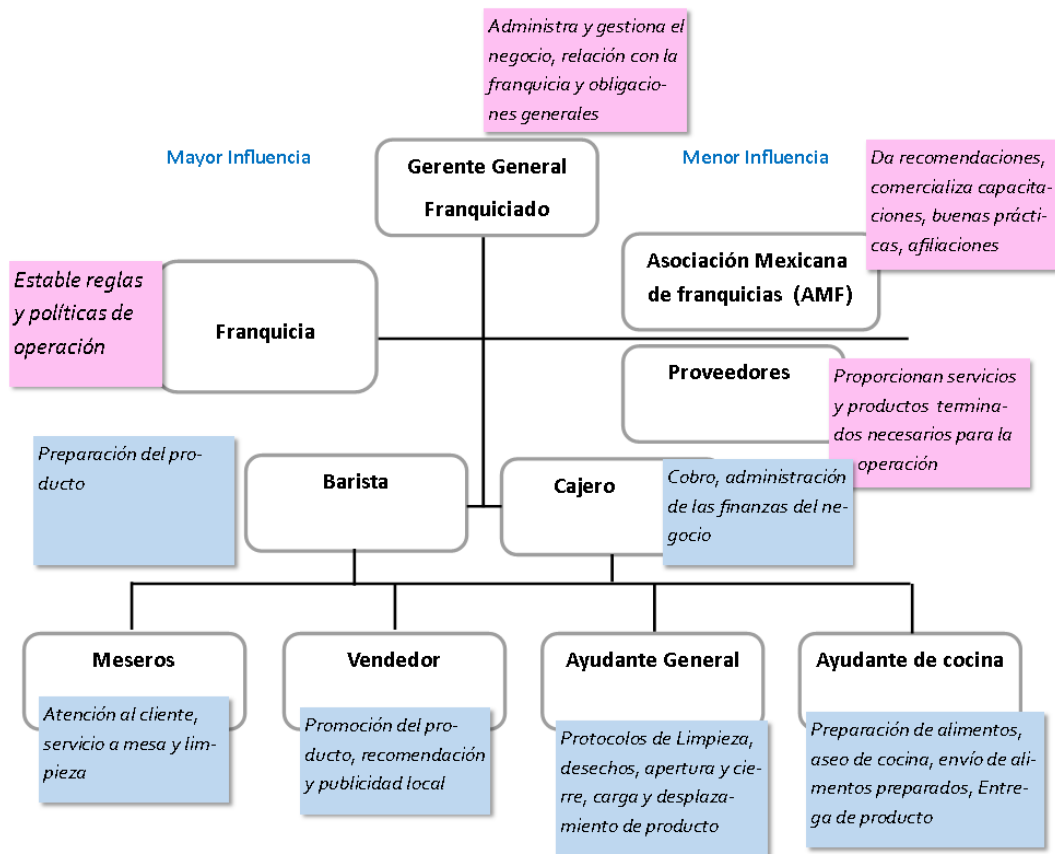 Administra y gestiona el
negocio, relación con la
franquicia y obligacio-
nes generales
Mayor Influencia
Gerente General
Franquiciado
Menor Influencia
Da recomendaciones,
comercializa capacita-
ciones, buenas prácti-
cas, afiliaciones
Asociación Mexicana
de franquicias (AMF)
Estable reglas
y políticas de
operación
Franquicia
Proveedores
Proporcionan servicios
y productos termina-
dos necesarios para la
operación
Preparación del pro-
ducto
Barista
Cajero
Cobro, administración
de las finanzas del ne-
gocio
Meseros
Atención al cliente,
servicio a mesa y lim-
pieza
Vendedor
Promoción del pro-
ducto, recomendación
y publicidad local
Ayudante General
Protocolos de Limpieza,
desechos, apertura y cie-
rre, carga y desplaza-
miento de producto
Ayudante de cocina
Preparación de alimentos,
aseo de cocina, envío de ali-
mentos preparados, Entre-
ga de producto